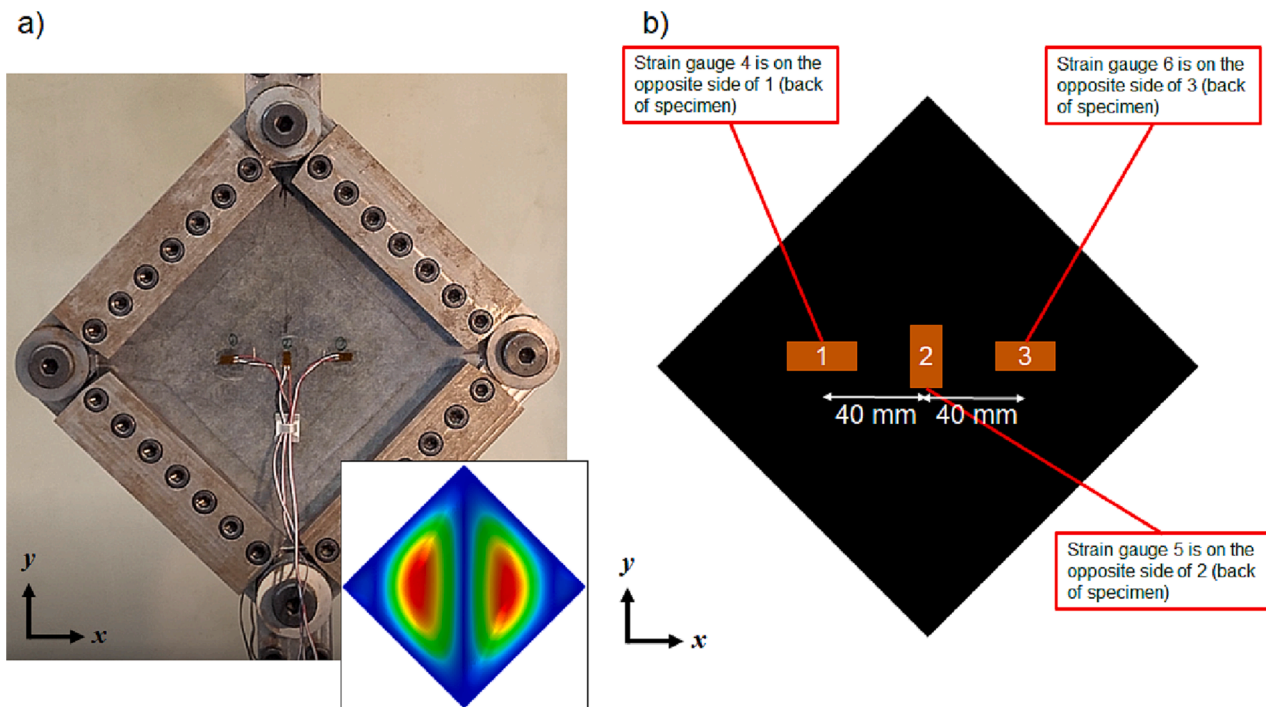 a)
b)
Strain gauge 4 is on the
opposite side of 1 (back
of specimen)
Strain gauge 6 is on the
opposite side of 3 (back
of specimen)
1
2
3
40 mm
40 mm
Strain gauge 5 is on the
opposite side of 2 (back
of specimen)
y
x
y
x